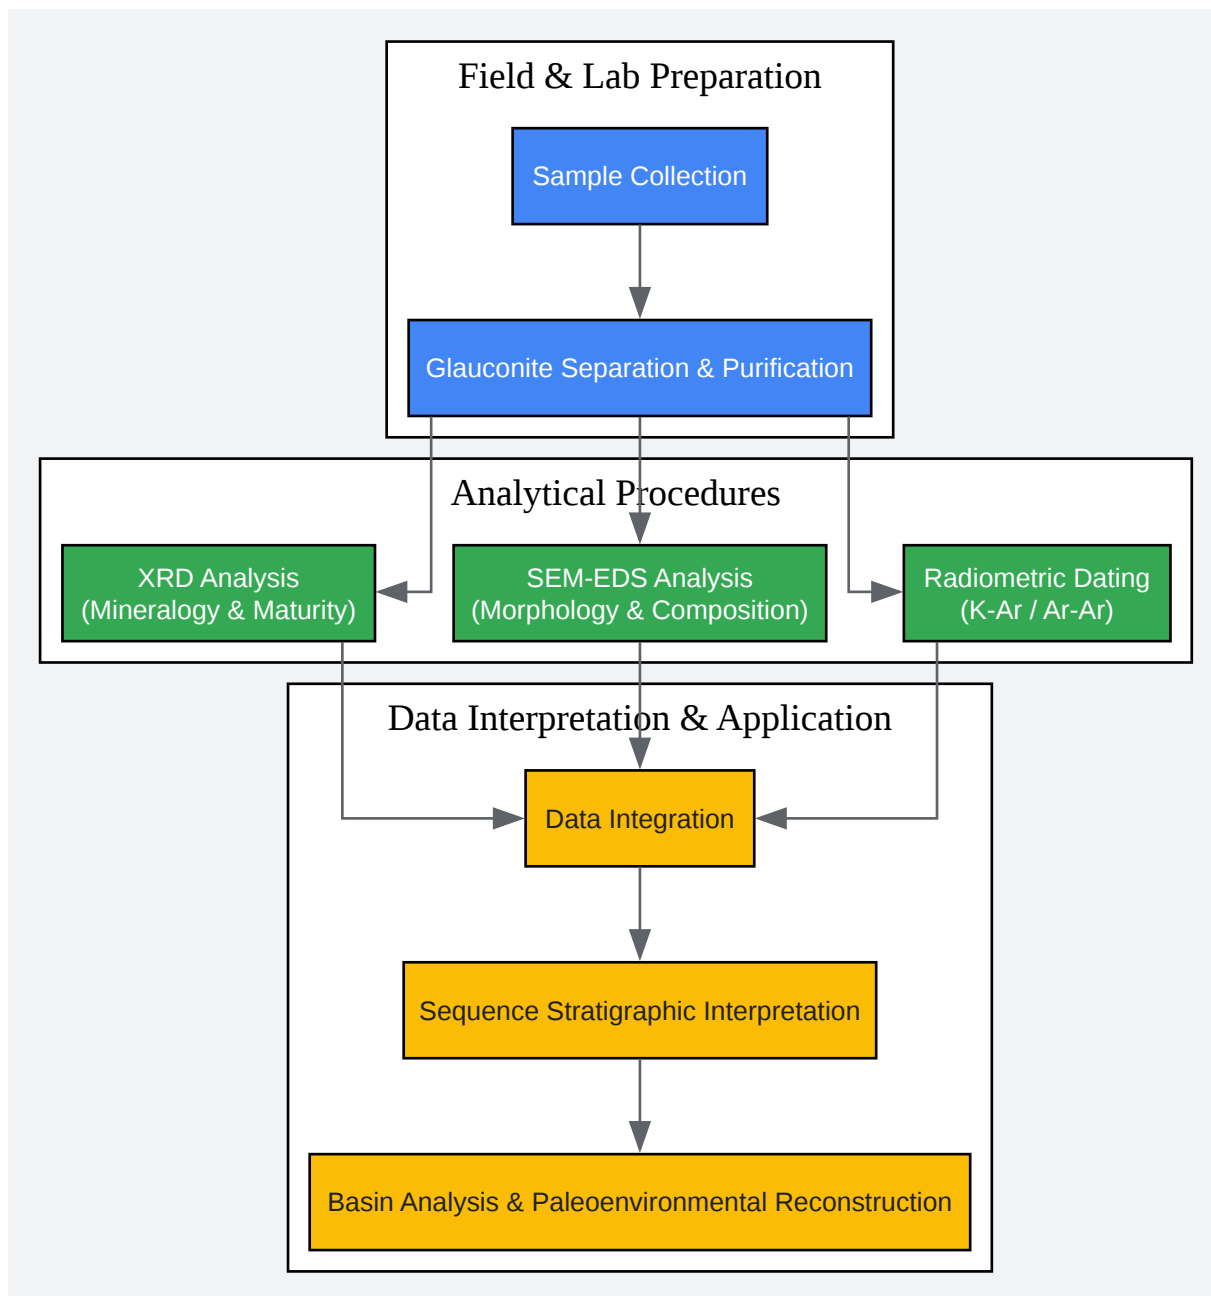 Field & Lab Preparation
Sample Collection
Glauconite Separation & Purification
Analytical Procedures
XRD Analysis
(Mineralogy & Maturity)
SEM-EDS Analysis
(Morphology & Composition)
Radiometric Dating
(K-Ar / Ar-Ar)
Data Interpretation & Application
Data Integration
Sequence Stratigraphic Interpretation
Basin Analysis & Paleoenvironmental Reconstruction